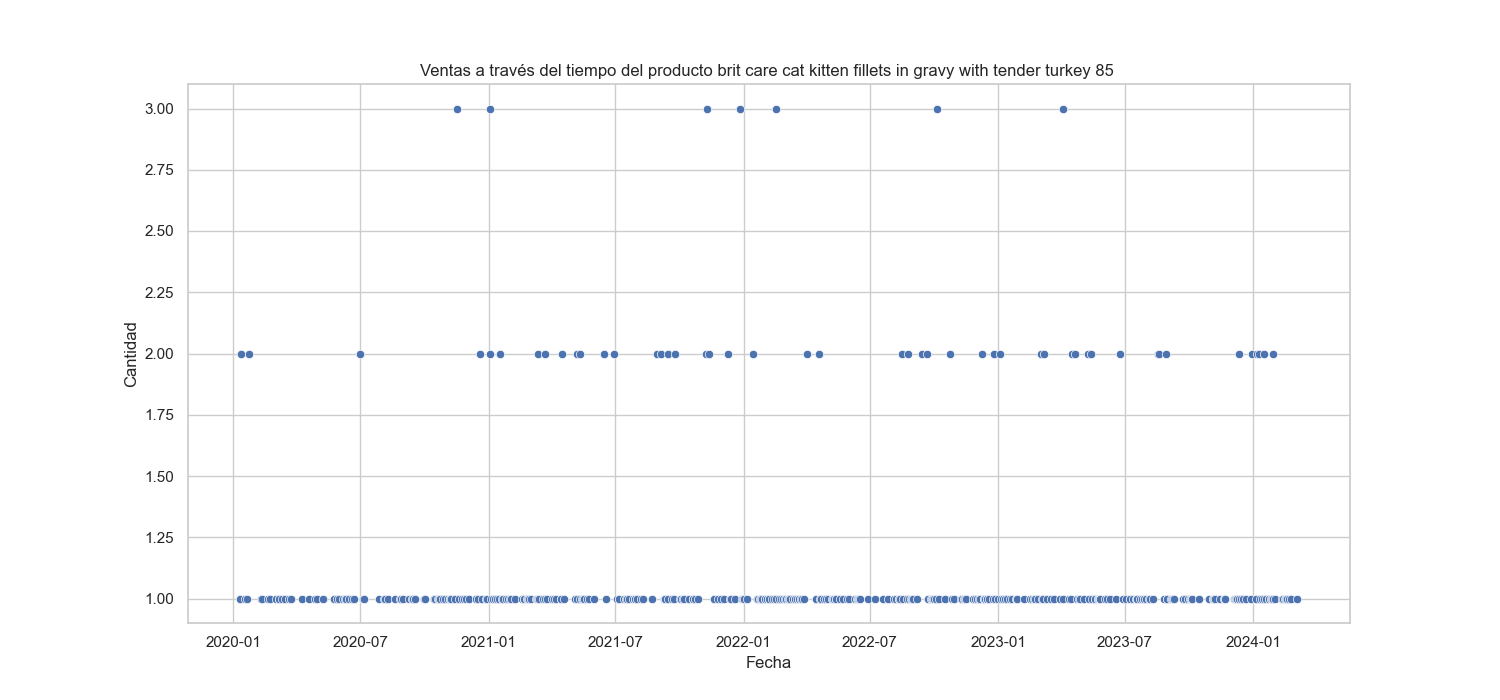 Ventas a través del tiempo del producto brit care cat kitten fillets in gravy with tender turkey 85
3.00
2.75
2.50
2.25
2.00
1.75
1.50
1.25
1.00
Cantidad
2020-01 2020-07 2021-01 2021-07 2022-01 2022-07 2023-01 2023-07 2024-01
Fecha